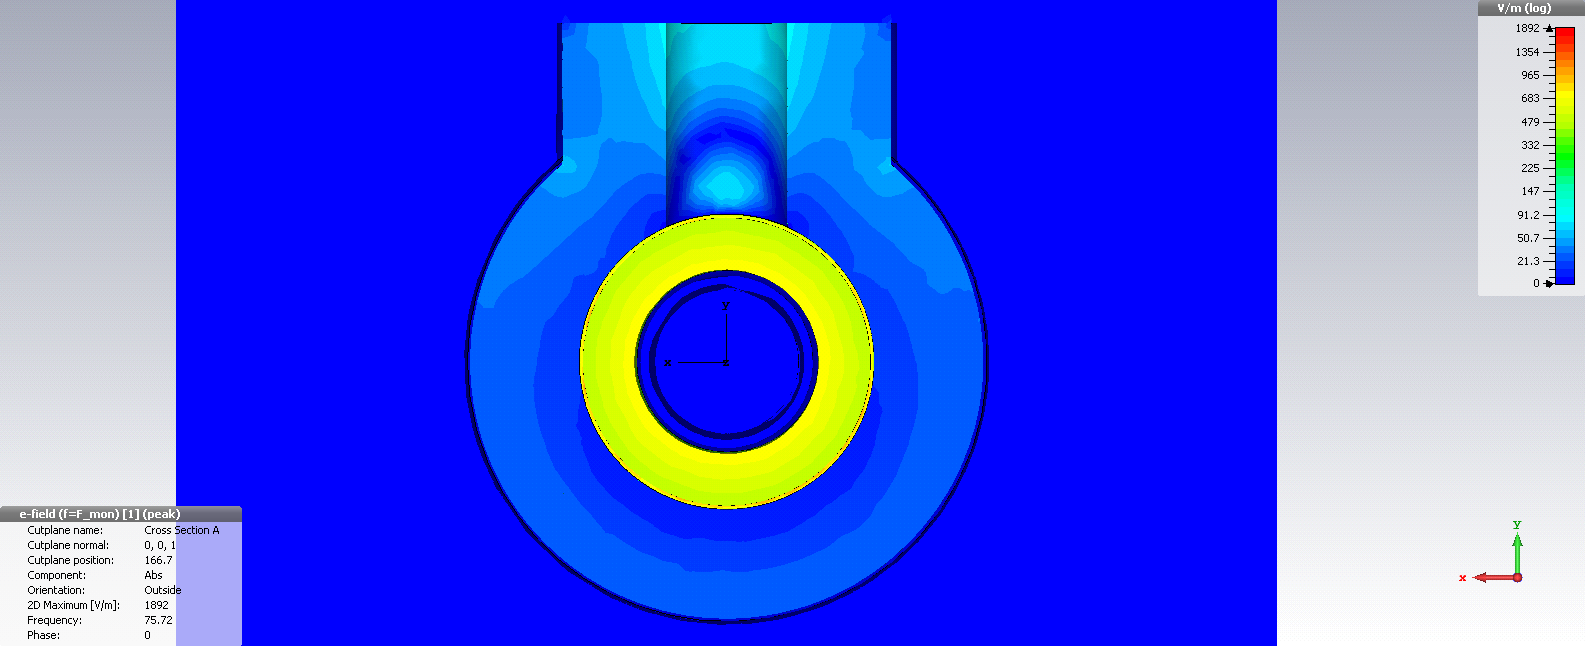 V/m (log)
1892
1354
965
683
479
332
225
147
91.2
50.7
21.3
0
Y
x
z
e-field (f=F_mon) [1] (peak)
Cutplane name: Cross Section A
Cutplane normal: 0, 0, 1
Cutplane position: 166.7
Component: Abs
Orientation: Outside
2D Maximum [V/m]: 1892
Frequency: 75.72
Phase: 0
y
x